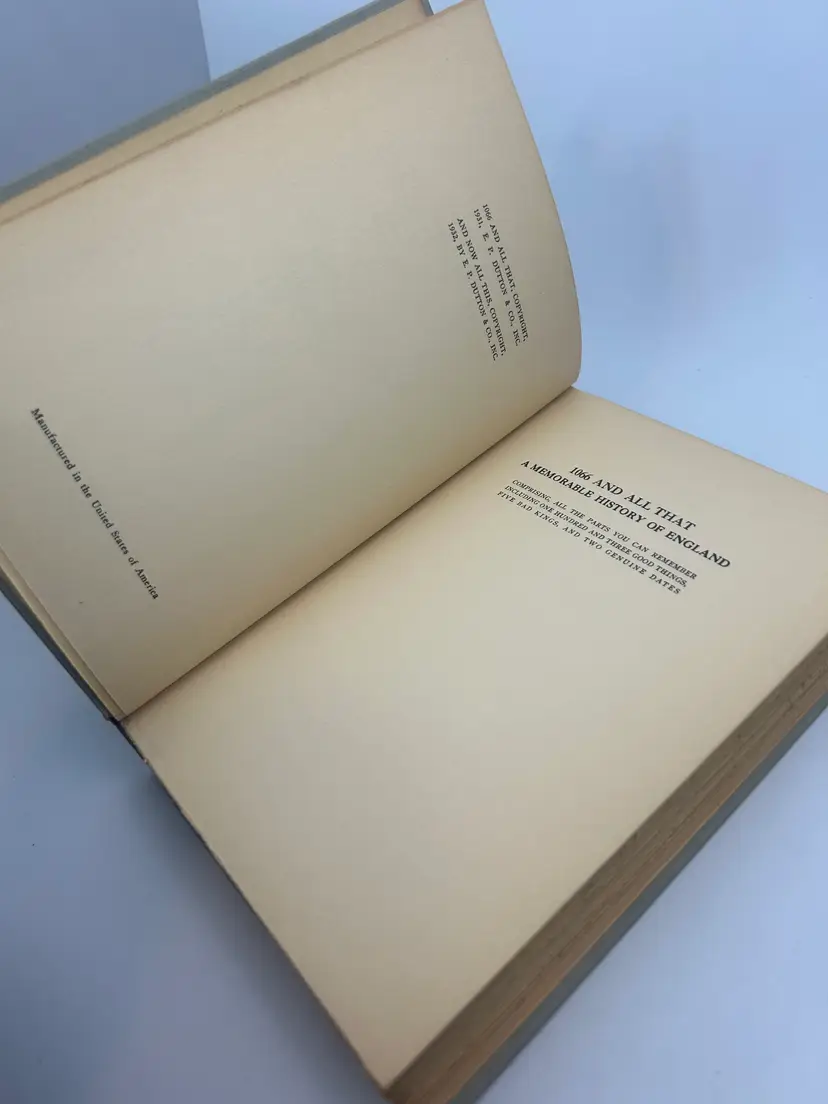 1066 AND ALL THAT, COPYRIGHT,
1931, E. P. DUTTON & CO., INC.
AND NOW ALL THIS, COPYRIGHT,
1932, BY E. P. DUTTON & CO., INC.
Manufactured in the United States of America
1066 AND ALL THAT
A MEMORABLE HISTORY OF ENGLAND
COMPRISING, ALL THE PARTS YOU CAN REMEMBER
INCLUDING ONE HUNDRED AND THREE GOOD THINGS,
FIVE BAD KINGS, AND TWO GENUINE DATES